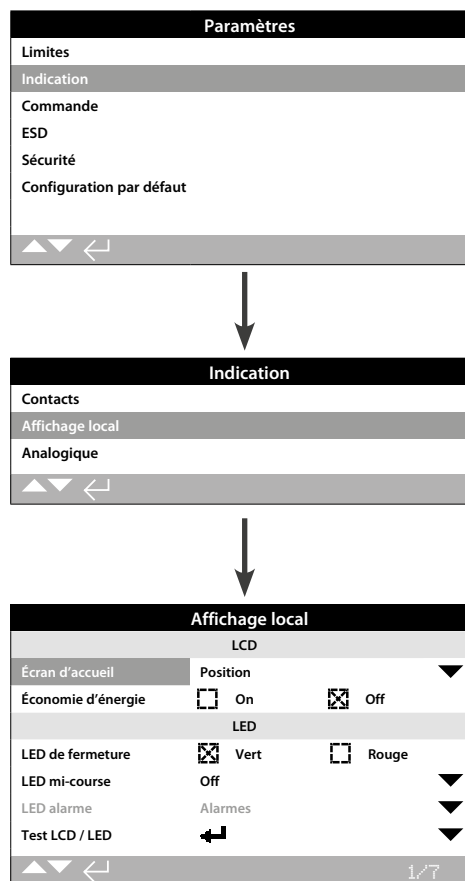 Paramètres
Limites
Indication
Commande
ESD
Sécurité
Configuration par défaut
Indication
Contacts
Affichage local
Analogique
Affichage local
LCD
Écran d’accueil Position
Économie d’énergie On Off
LED
LED de fermeture Vert Rouge
LED mi-course Off
LED alarme Alarmes
Test LCD / LED
1/7